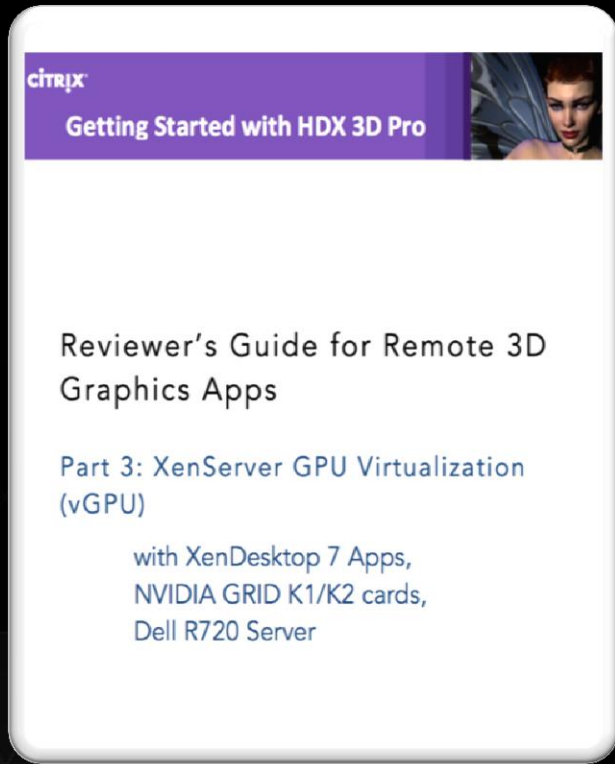 CITRIX
Getting Started with HDX 3D Pro
Reviewer's Guide for Remote 3D
Graphics Apps
Part 3: XenServer GPU Virtualization
(vGPU)
with XenDesktop 7 Apps,
NVIDIA GRID K1/K2 cards,
Dell R720 Server